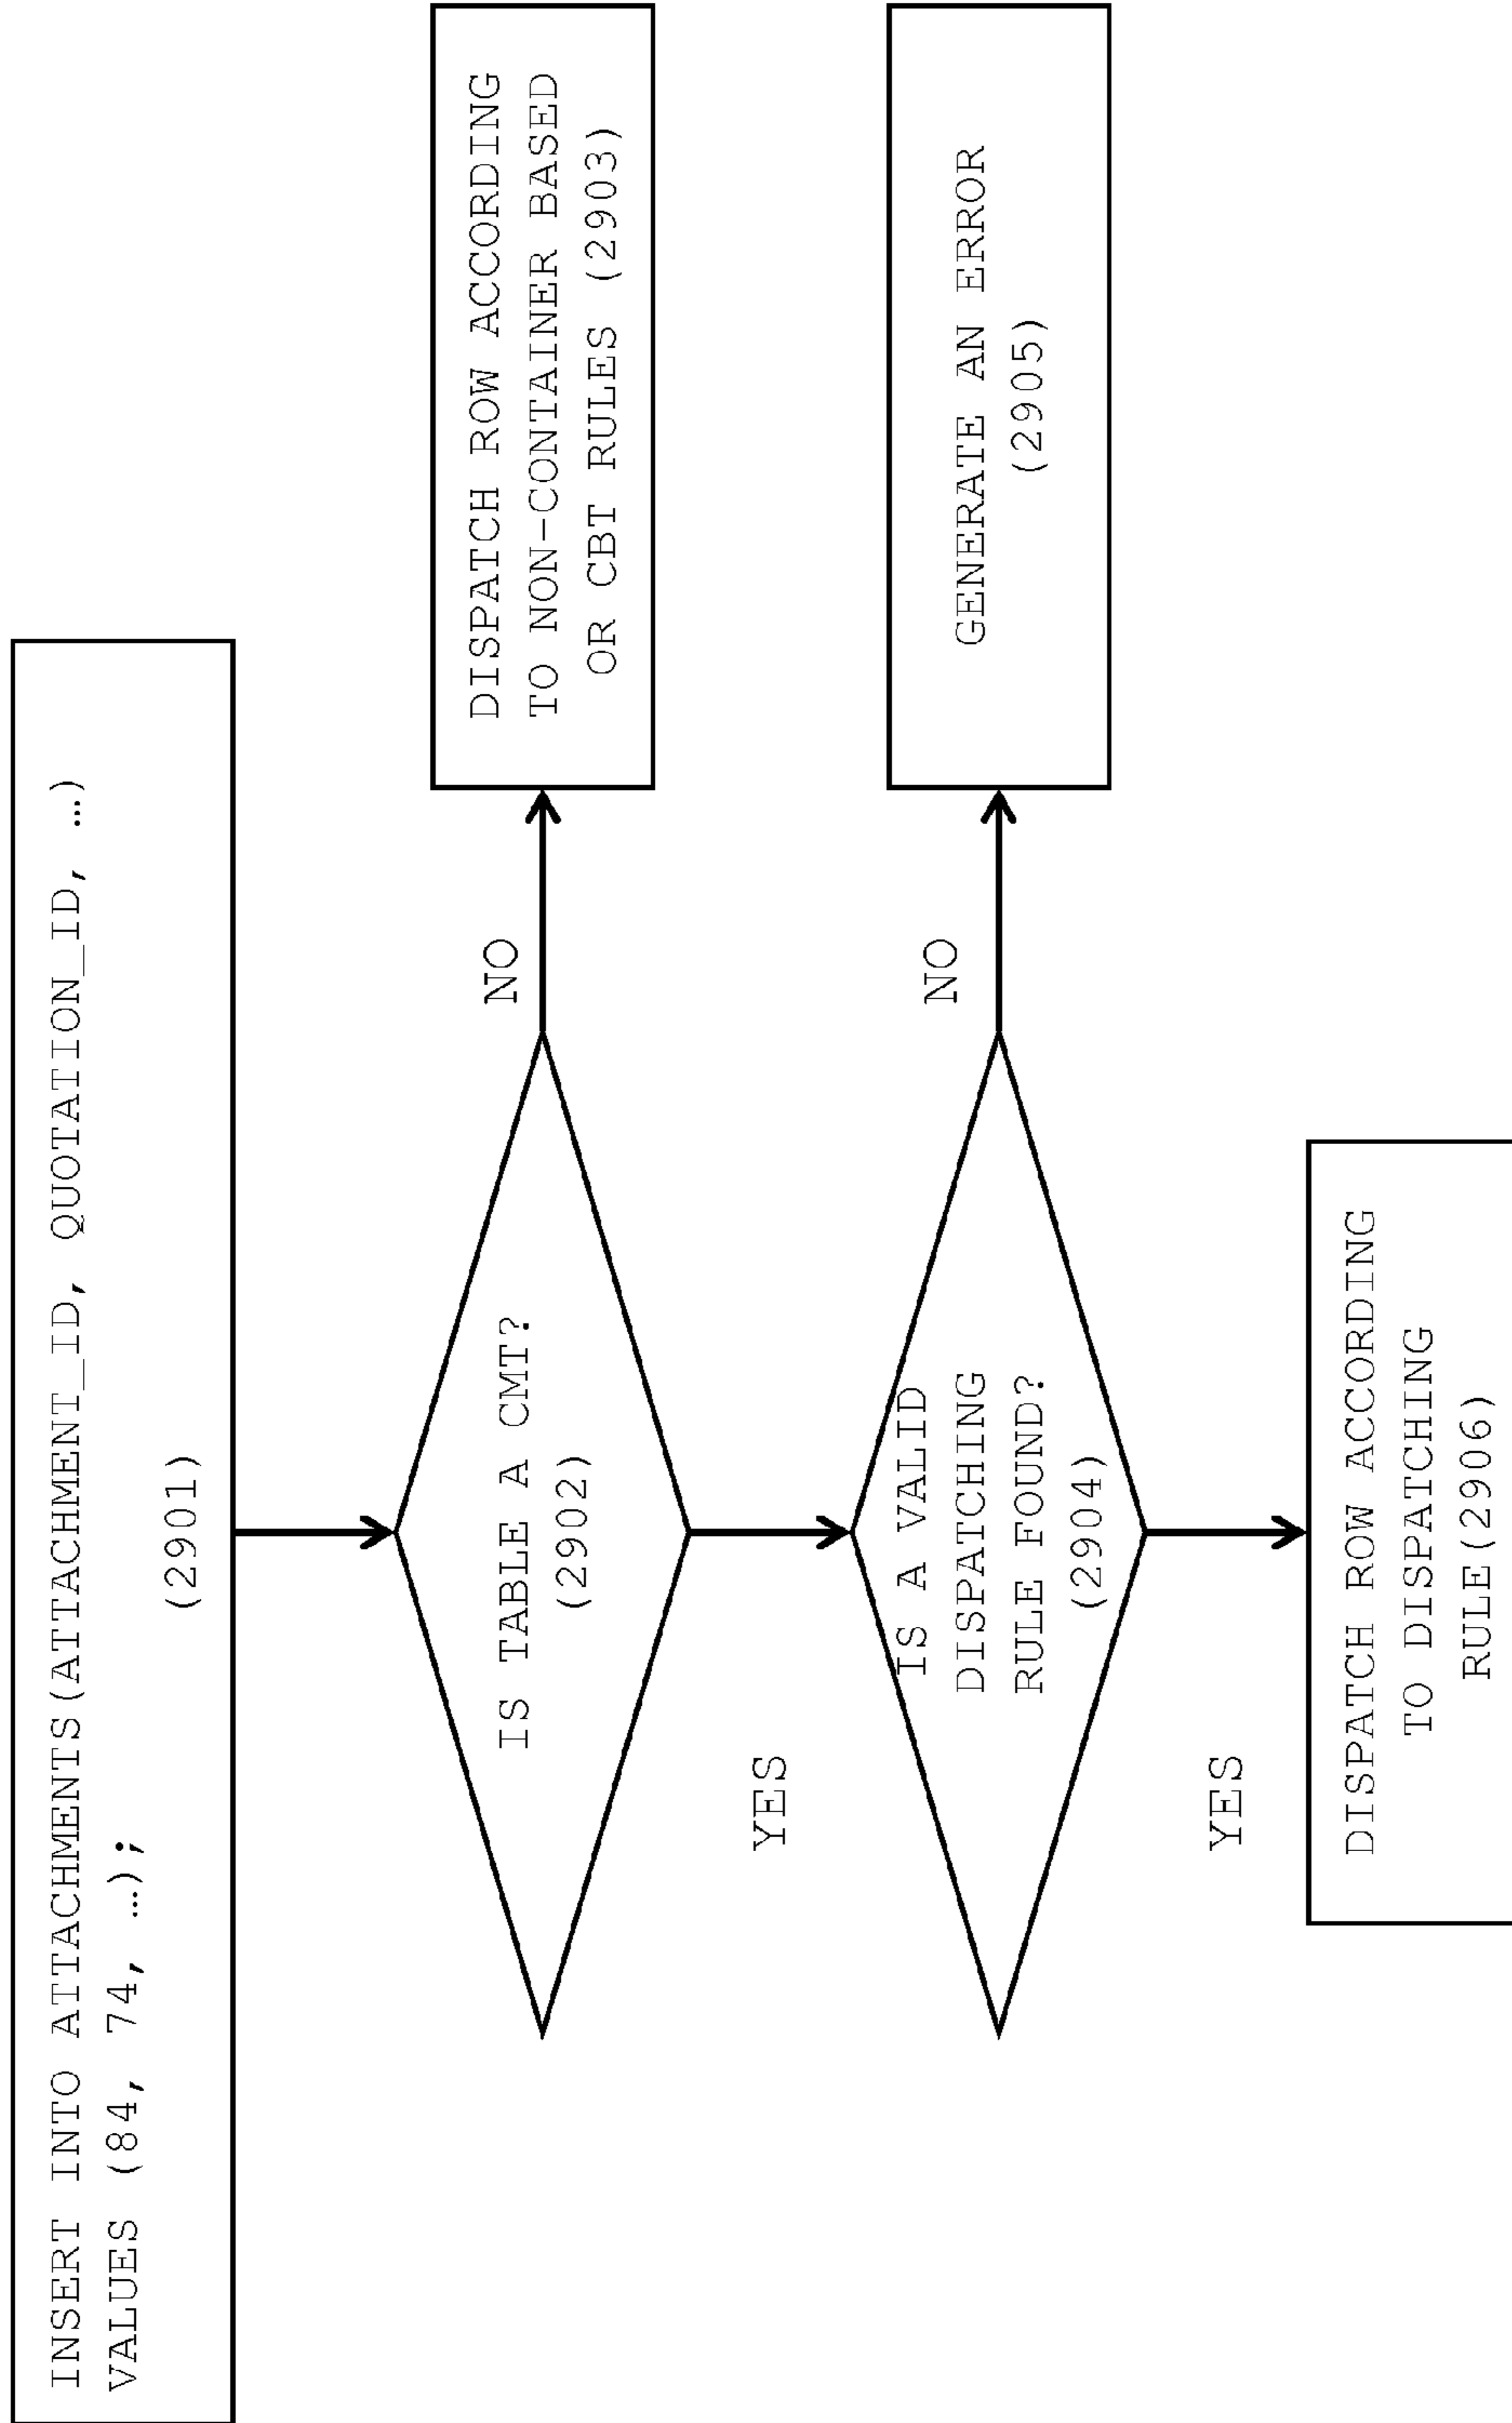 INSERT INTO ATTACHMENTS(ATTACHMENT_ID, QUOTATION_ID, …)
VALUES (84, 74, …);
(2901)
IS TABLE A CMT?
(2902)
NO
DISPATCH ROW ACCORDING
TO NON-CONTAINER BASED
OR CBT RULES (2903)
YES
IS A VALID
DISPATCHING
RULE FOUND?
(2904)
NO
GENERATE AN ERROR
(2905)
YES
DISPATCH ROW ACCORDING
TO DISPATCHING
RULE(2906)